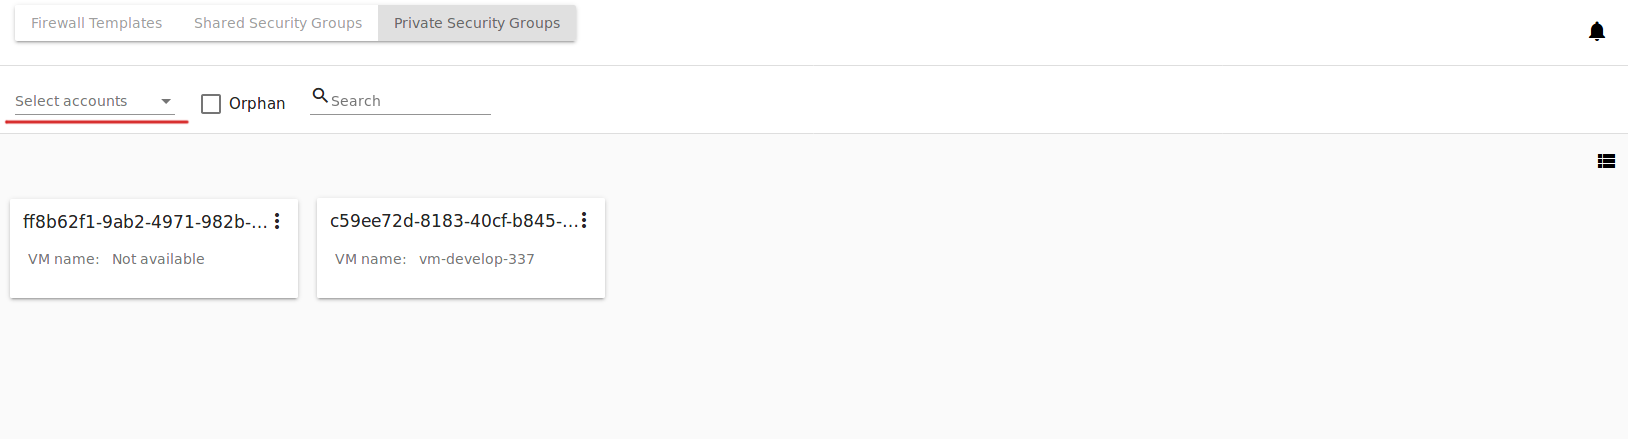 Firewall Templates Shared Security Groups Private Security Groups
Select accounts Orphan Search
ff8b62f1-9ab2-4971-982b-... c59ee72d-8183-40cf-b845-...
VM name: Not available VM name: vm-develop-337